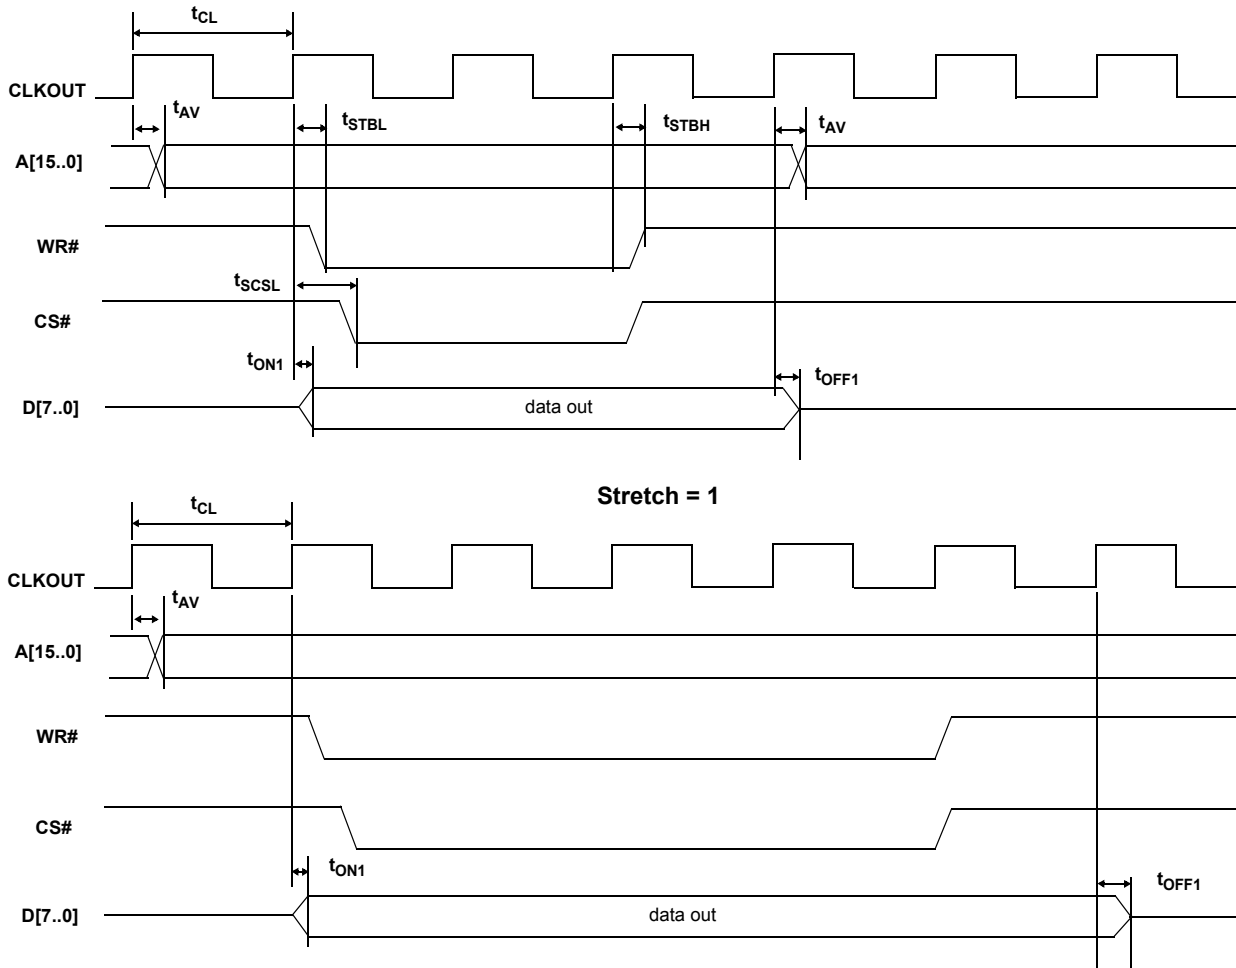 tCL
CLKOUT
tAV
tSTBL
tSTBH
tAV
A[15..0]
WR#
tSCSL
CS#
tON1
tOFF1
D[7..0]
data out
Stretch = 1
tCL
CLKOUT
tAV
A[15..0]
WR#
CS#
tON1
tOFF1
D[7..0]
data out